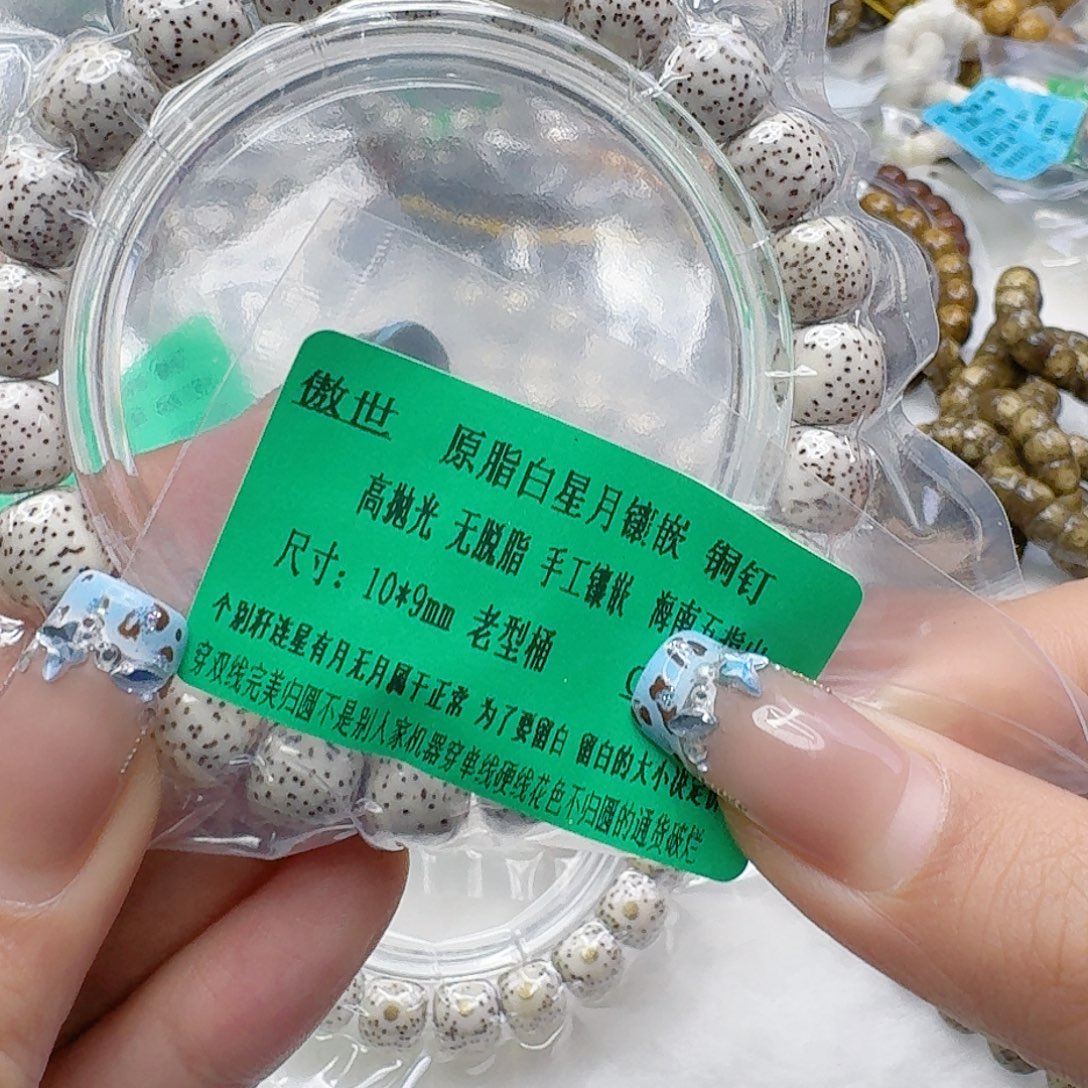 傲世
原脂白星月镶嵌 铜钉
高抛光 无脱脂 手工镶嵌 海南五指山
尺寸：10*9mm 老型桶
个别籽连星有月无月属于正常 为了要留白 留白的大小决定
穿双线完美归圆不是别人家机器穿单线硬线花色不归圆的通货破烂